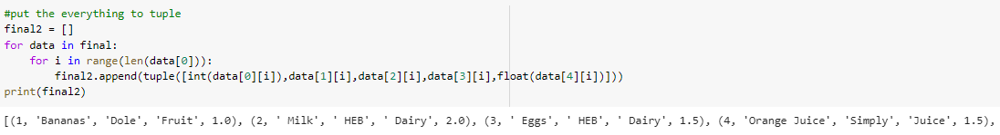 #put the everything to tuple
final2 = []
for data in final:
    for i in range(len(data[0])):
        final2.append(tuple([int(data[0][i]),data[1][i],data[2][i],data[3][i],float(data[4][i])]))
print(final2)
[(1, 'Bananas', 'Dole', 'Fruit', 1.0), (2, ' Milk', ' HEB', ' Dairy', 2.0), (3, ' Eggs', ' HEB', ' Dairy', 1.5), (4, 'Orange Juice', 'Simply', 'Juice', 1.5),